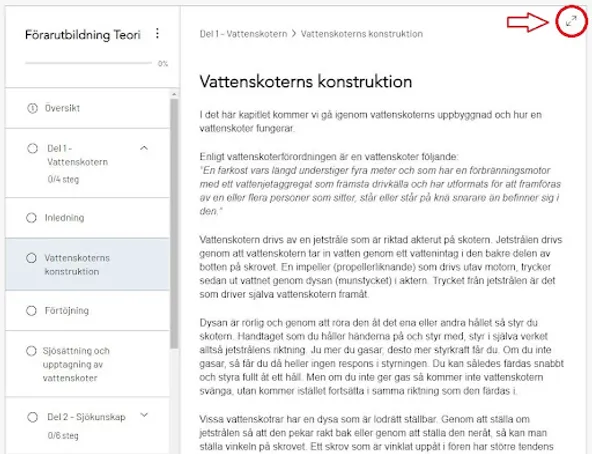 Förarutbildning Teori
0%
Översikt
Del 1 -
Vattenskotern
0/4 steg
Inledning
Vattenskoterns
konstruktion
Förtöjning
Sjösättning och
upptagning av
vattenskoter
Del 2 - Sjökunskap
0/6 steg
Del 1 - Vattenskotern > Vattenskoterns konstruktion
Vattenskoterns konstruktion
I det här kapitlet kommer vi gå igenom vattenskoterns uppbyggnad och hur en
vattenskoter fungerar.
Enligt vattenskoterförordningen är en vattenskoter följande:
"En farkost vars längd understiger fyra meter och som har en förbränningsmotor
med ett vattenjetaggregat som främsta drivkälla och har utformats för att framföras
av en eller flera personer som sitter, står eller står på knä snarare än befinner sig i
den."
Vattenskotern drivs av en jetstråle som är riktad akterut på skotern. Jetstrålen drivs
genom att vattenskotern tar in vatten genom ett vattenintag i den bakre delen av
botten på skrovet. En impeller (propellerliknande) som drivs utav motorn, trycker
sedan ut vattnet genom dysan (munstycket) i aktern. Trycket från jetstrålen är det
som driver själva vattenskotern framåt.
Dysan är rörlig och genom att röra den åt det ena eller andra hållet så styr du
skotern. Handtaget som du håller händerna på och styr med, styr i själva verket
alltså jetstrålens riktning. Ju mer du gasar, desto mer styrkraft får du. Om du inte
gasar, så får du då heller ingen respons i styrningen. Du kan således färdas snabbt
och styra fullt åt ett håll. Men om du inte ger gas så kommer inte vattenskotern
svänga, utan kommer istället fortsätta i samma riktning som den färdas i.
Vissa vattenskotrar har en dysa som är lodrätt ställbar. Genom att ställa om
jetstrålen så att den pekar rakt bak eller genom att ställa den neråt, så kan man
ställa vinkeln på skrovet. Ett skrov som är vinklat uppåt i fören har större tendens